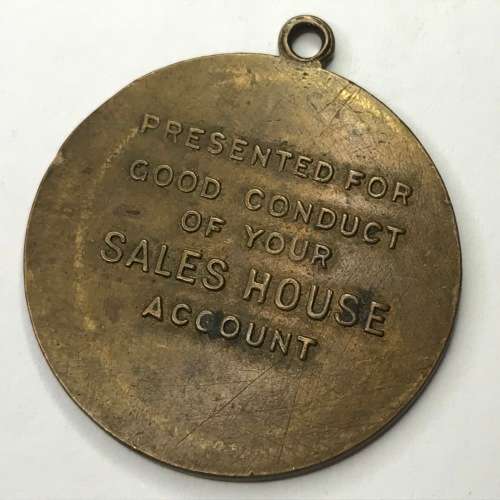 PRESENTED FOR
GOOD CONDUCT
OF YOUR
SALES HOUSE
ACCOUNT